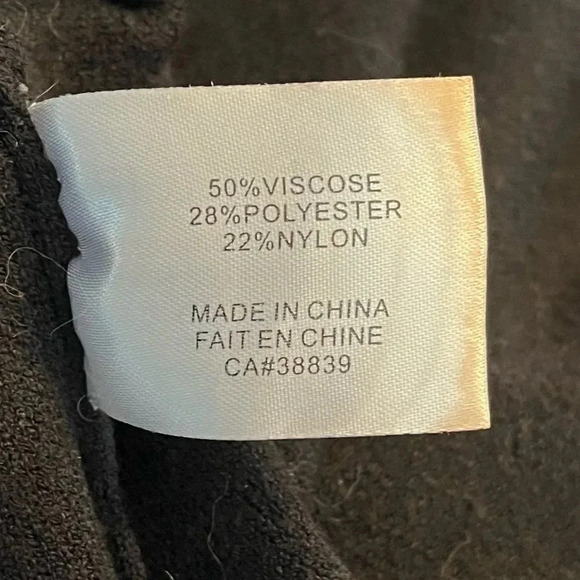 50%VISCOSE
28%POLYESTER
22%NYLON
MADE IN CHINA
FAIT EN CHINE
CA#38839